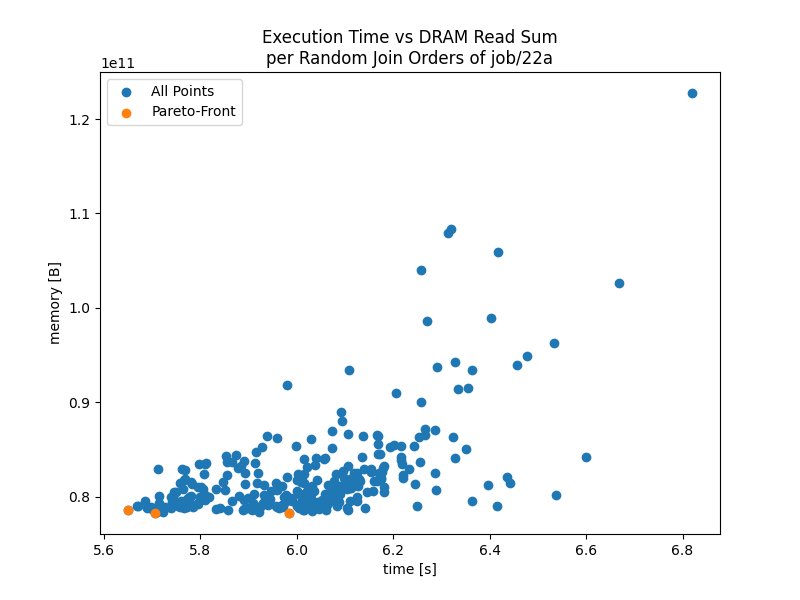 Execution Time vs DRAM Read Sum
per Random Join Orders of job/22a
1e11
All Points
Pareto-Front
1.2
1.1
1.0
0.9
0.8
memory [B]
5.6 5.8 6.0 6.2 6.4 6.6 6.8
time [s]